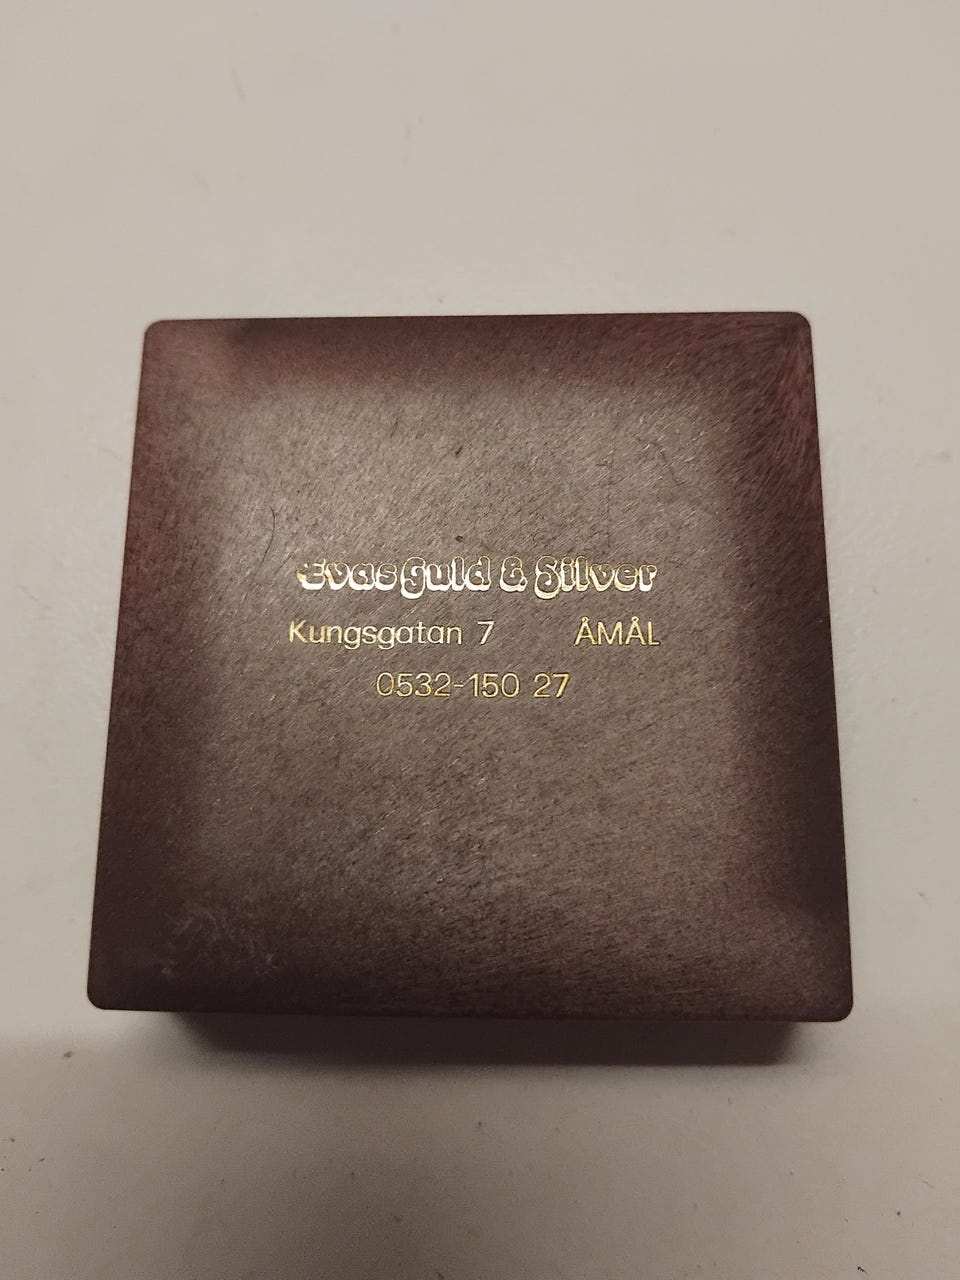 Evas Guld & Silver
Kungsgatan 7 ÅMÅL
0532-150 27